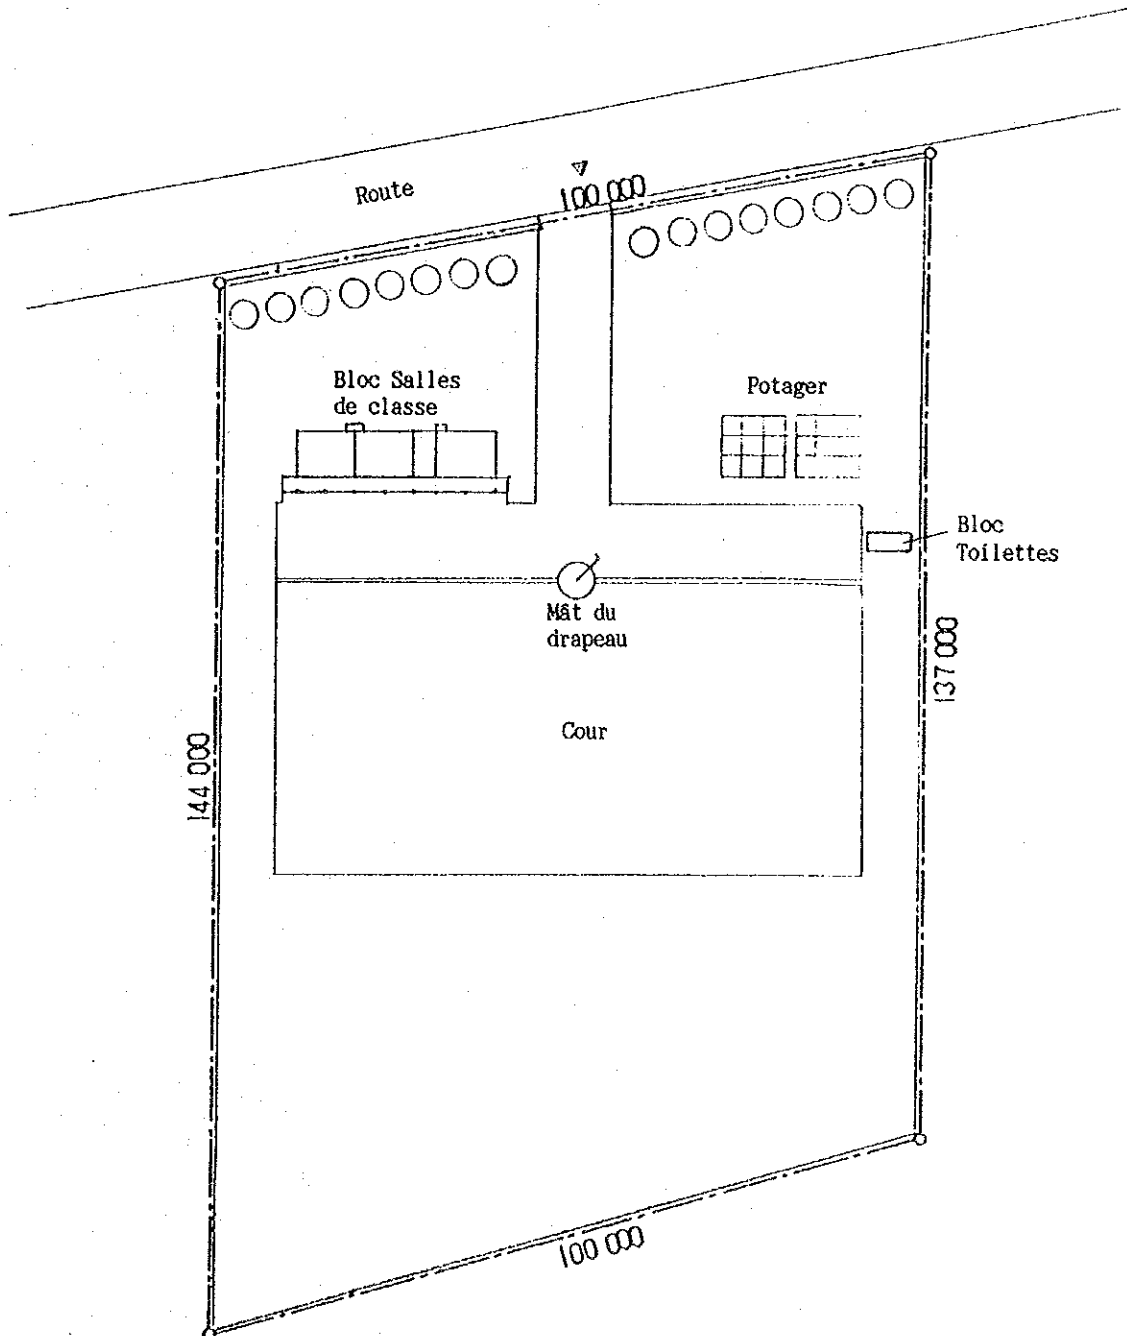 Route
100 000
Bloc Salles
de classe
Potager
Bloc
Toilettes
Mât du
drapeau
137 000
Cour
144 000
100 000